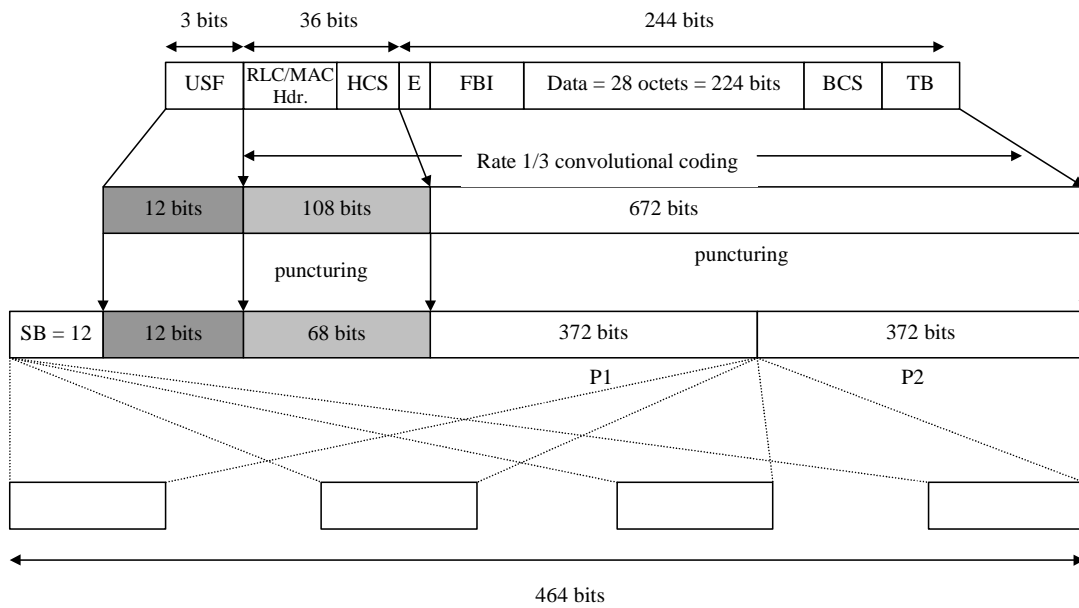 3 bits 36 bits 244 bits
USF RLC/MAC Hdr. HCS E FBI Data = 28 octets = 224 bits BCS TB
Rate 1/3 convolutional coding
12 bits 108 bits 672 bits
puncturing puncturing
SB = 12 12 bits 68 bits 372 bits 372 bits
P1 P2
464 bits